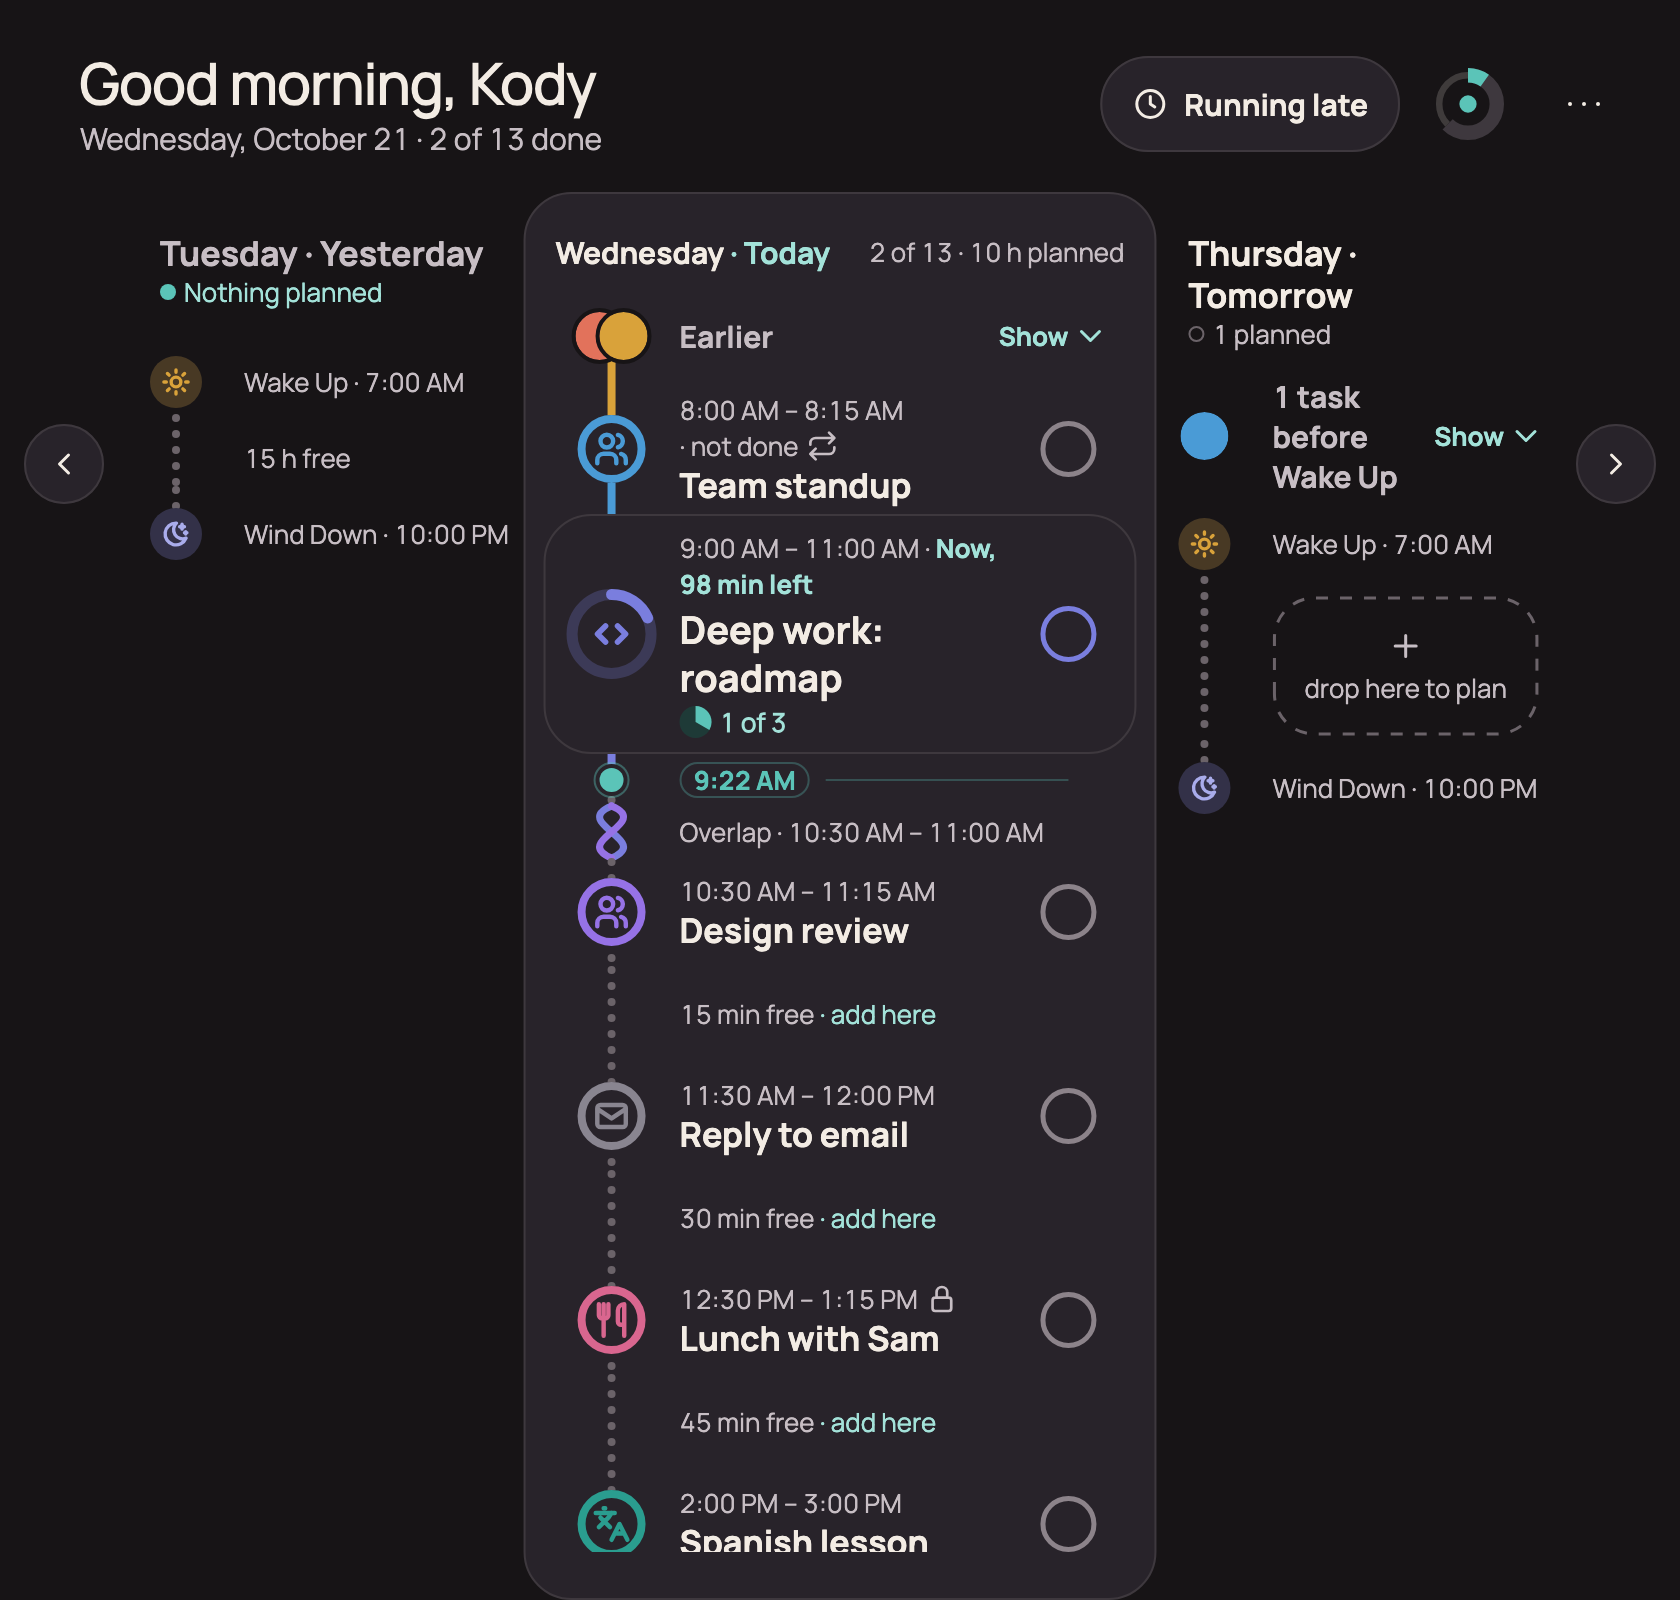 Good morning, Kody
Wednesday, October 21 · 2 of 13 done
Running late
Tuesday · Yesterday
Nothing planned
Wake Up · 7:00 AM
15 h free
Wind Down · 10:00 PM
Wednesday · Today
2 of 13 · 10 h planned
Earlier
Show
8:00 AM – 8:15 AM
· not done
Team standup
9:00 AM – 11:00 AM · Now,
98 min left
Deep work:
roadmap
1 of 3
9:22 AM
Overlap · 10:30 AM – 11:00 AM
10:30 AM – 11:15 AM
Design review
15 min free · add here
11:30 AM – 12:00 PM
Reply to email
30 min free · add here
12:30 PM – 1:15 PM
Lunch with Sam
45 min free · add here
2:00 PM – 3:00 PM
Spanish lesson
Thursday ·
Tomorrow
1 planned
1 task
before
Wake Up
Show
Wake Up · 7:00 AM
drop here to plan
Wind Down · 10:00 PM